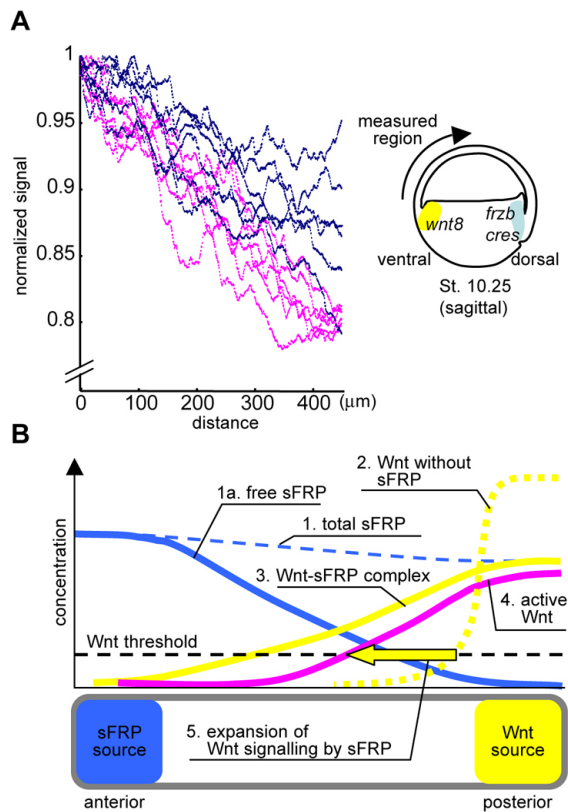 A
1
0.95
0.9
0.85
0.8
normalized signal
0 100 200 300 400 (μm)
distance
measured
region
wnt8
frzb
cres
ventral
dorsal
St. 10.25
(sagittal)
B
concentration
1a. free sFRP
1. total sFRP
2. Wnt without
sFRP
3. Wnt-sFRP complex
4. active
Wnt
Wnt threshold
sFRP
source
5. expansion of
Wnt signalling by sFRP
Wnt
source
anterior
posterior